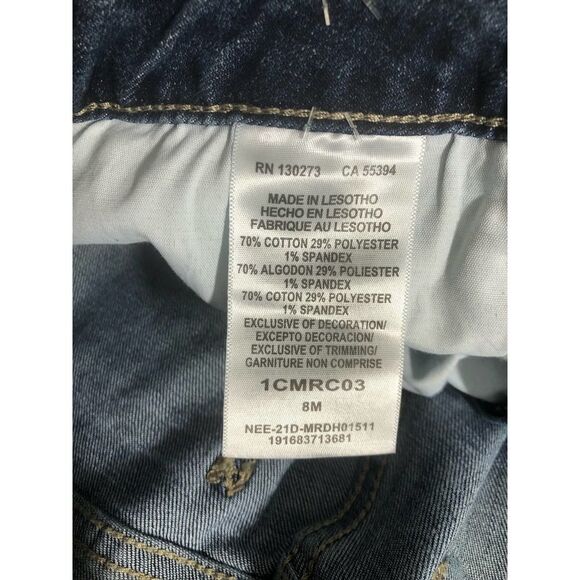 RN 130273 CA 55394
MADE IN LESOTHO
HECHO EN LESOTHO
FABRIQUE AU LESOTHO
70% COTTON 29% POLYESTER
1% SPANDEX
70% ALGODON 29% POLIESTER
1% SPANDEX
70% COTON 29% POLYESTER
1% SPANDEX
EXCLUSIVE OF DECORATION/
EXCEPTO DECORACION/
EXCLUSIVE OF TRIMMING/
GARNITURE NON COMPRISE
1CMRC03
8M
NEE-21D-MRDH01511
191683713681